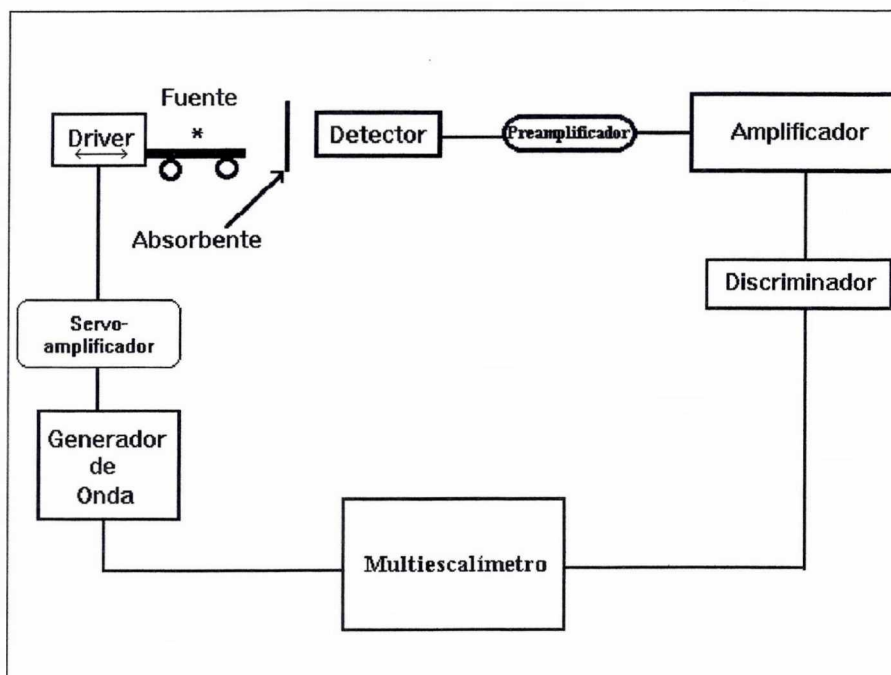 Fuente
*
Driver
Detector
Preamplificador
Amplificador
Absorbente
Discriminador
Servo-
amplificador
Generador
de
Onda
Multiescalímetro